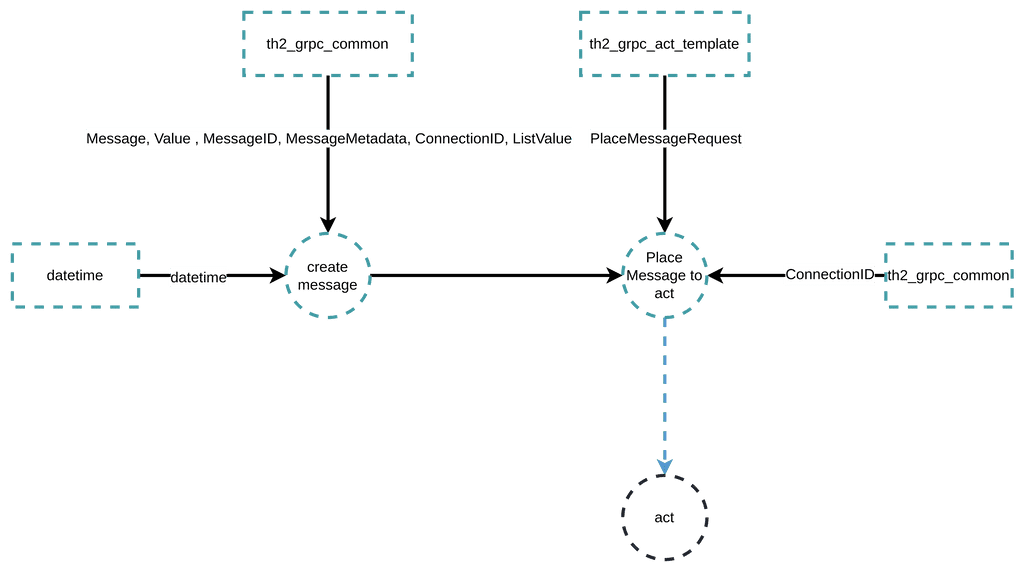 th2_grpc_common
th2_grpc_act_template
Message, Value , MessageID, MessageMetadata, ConnectionID, ListValue
PlaceMessageRequest
datetime
datetime
create
message
Place
Message to
act
ConnectionID
th2_grpc_common
act